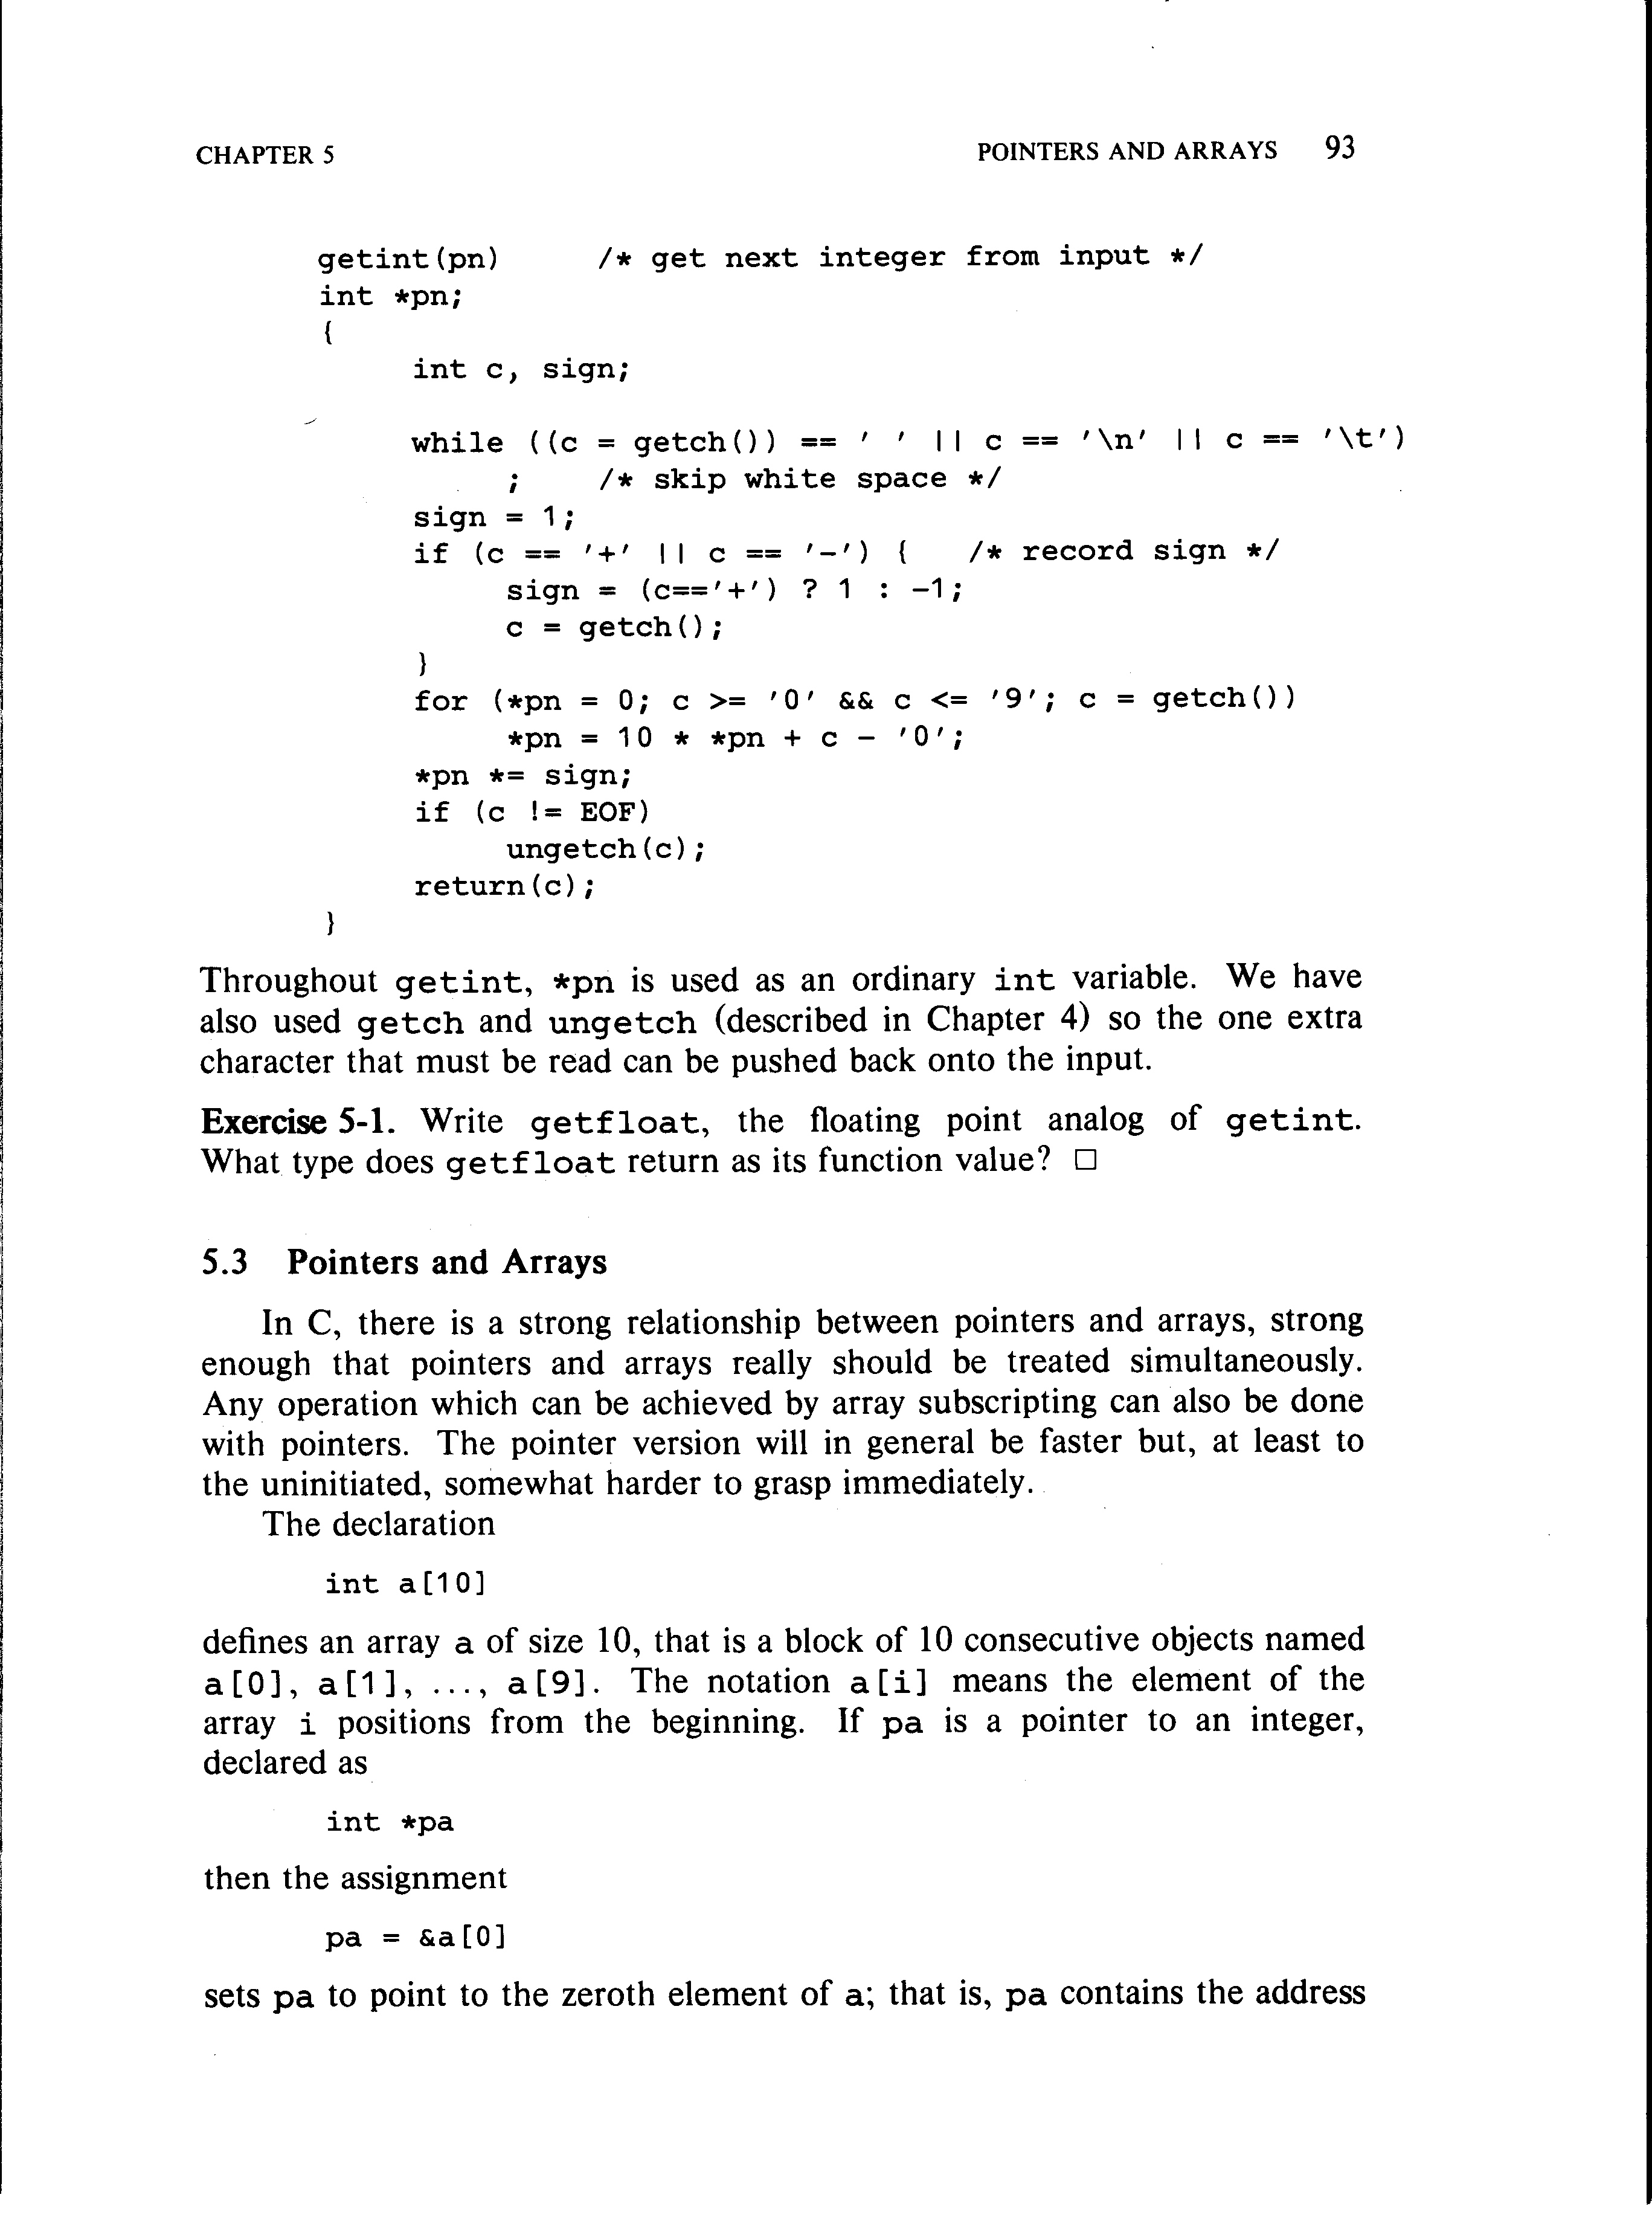 CHAPTER 5 POINTERS AND ARRAYS 93
getint(pn) /* get next integer from input */
int *pn;
{
int c, sign;
while ((c = getch()) == ' ' || c == '\n' || c == '\t')
; /* skip white space */
sign = 1;
if (c == '+' || c == '-') { /* record sign */
sign = (c=='+') ? 1 : -1;
c = getch();
}
for (*pn = 0; c >= '0' && c <= '9'; c = getch())
*pn = 10 * *pn + c - '0';
*pn *= sign;
if (c != EOF)
ungetch(c);
return(c);
}
Throughout getint, *pn is used as an ordinary int variable. We have
also used getch and ungetch (described in Chapter 4) so the one extra
character that must be read can be pushed back onto the input.
Exercise 5-1. Write getfloat, the floating point analog of getint.
What type does getfloat return as its function value? □
5.3 Pointers and Arrays
In C, there is a strong relationship between pointers and arrays, strong
enough that pointers and arrays really should be treated simultaneously.
Any operation which can be achieved by array subscripting can also be done
with pointers. The pointer version will in general be faster but, at least to
the uninitiated, somewhat harder to grasp immediately.
The declaration
int a[10]
defines an array a of size 10, that is a block of 10 consecutive objects named
a[0], a[1], ..., a[9]. The notation a[i] means the element of the
array i positions from the beginning. If pa is a pointer to an integer,
declared as
int *pa
then the assignment
pa = &a[0]
sets pa to point to the zeroth element of a; that is, pa contains the address